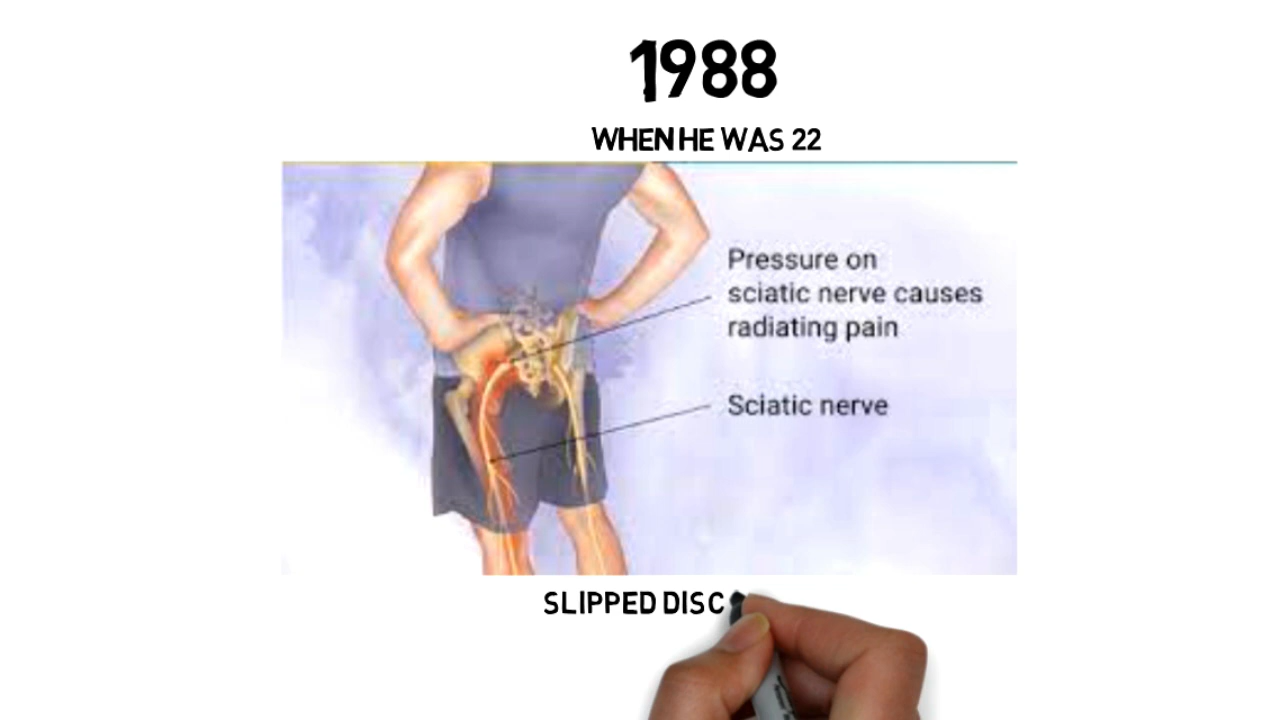 1988
WHEN HE WAS 22
Pressure on
sciatic nerve causes
radiating pain
Sciatic nerve
SLIPPED DISC